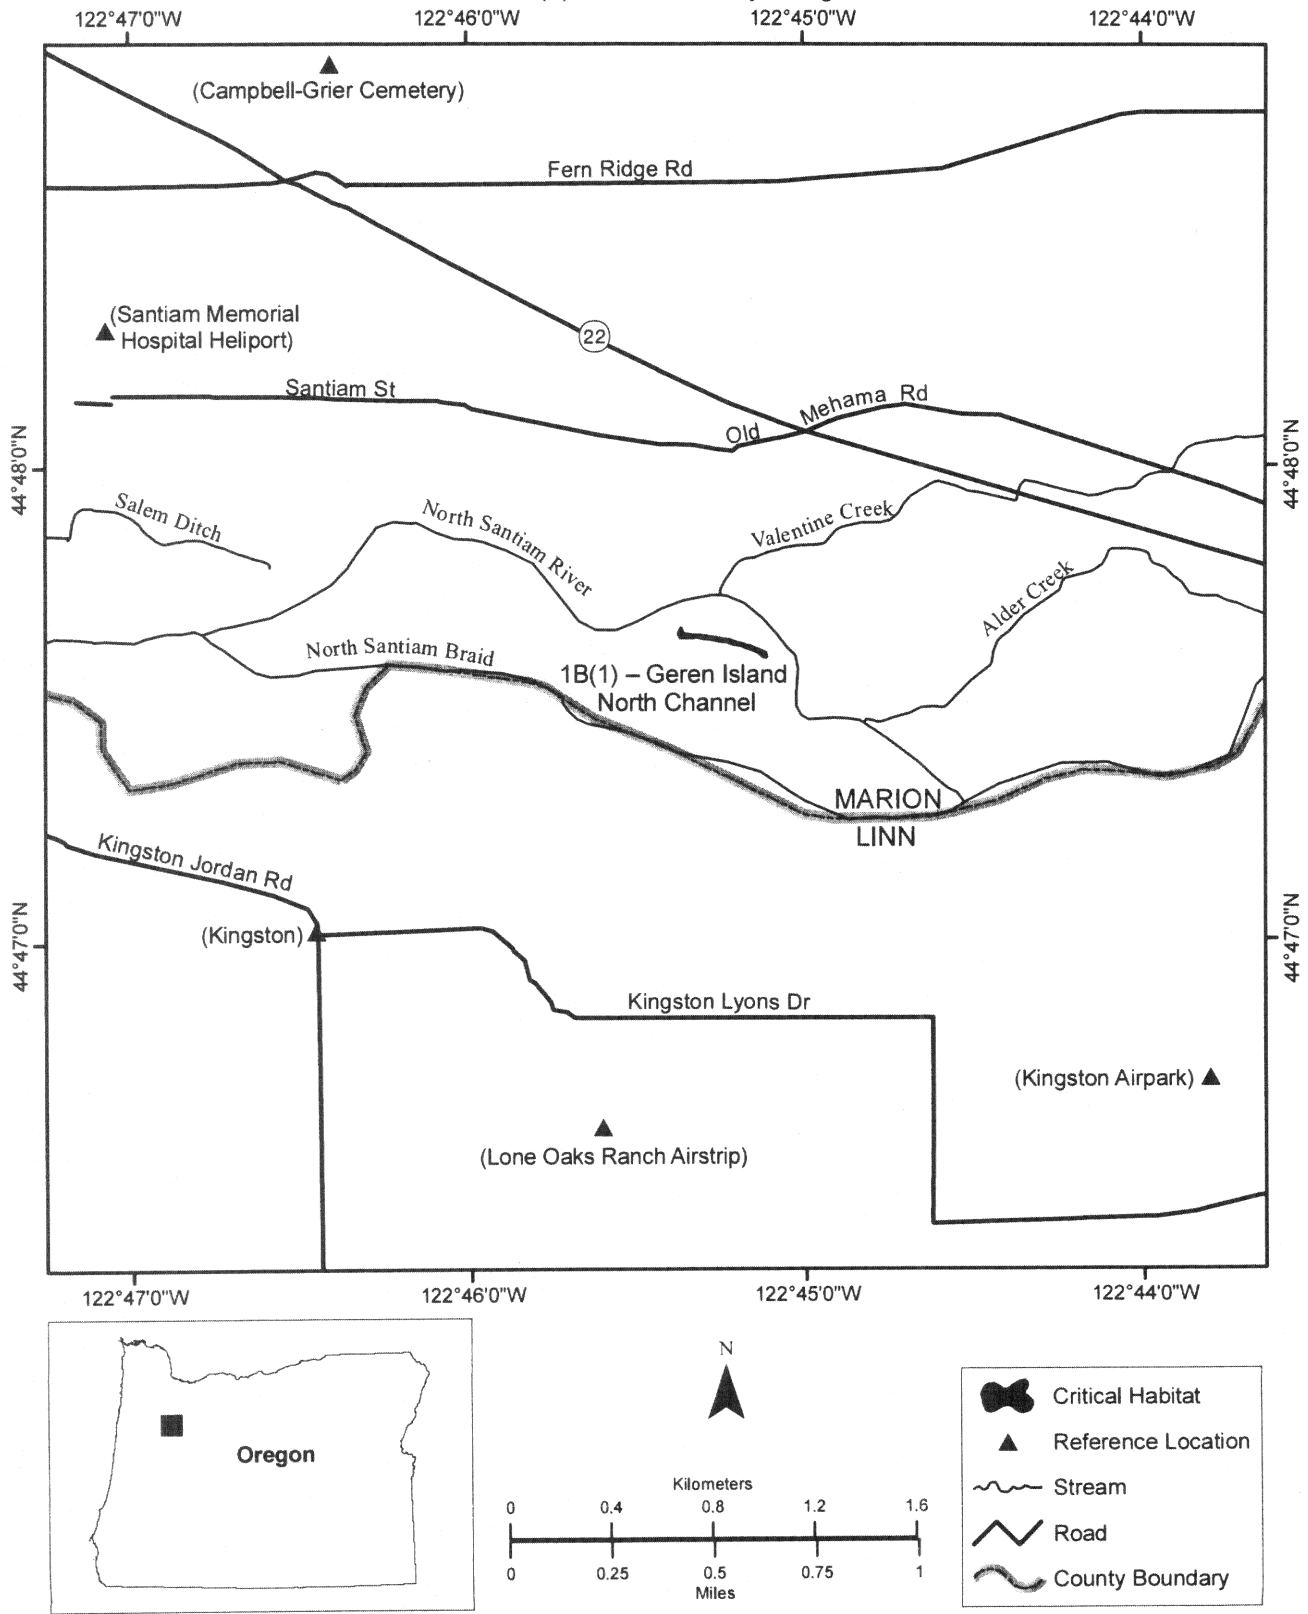 122°47'0"W
122°46'0"W
122°45'0"W
122°44'0"W
(Campbell-Grier Cemetery)
Fern Ridge Rd
(Santiam Memorial
Hospital Heliport)
22
Santiam St
Old Mehama Rd
44°48'0"N
44°48'0"N
Salem Ditch
North Santiam River
Valentine Creek
Alder Creek
North Santiam Braid
1B(1) – Geren Island
North Channel
MARION
LINN
Kingston Jordan Rd
(Kingston)
44°47'0"N
44°47'0"N
Kingston Lyons Dr
(Kingston Airpark)
(Lone Oaks Ranch Airstrip)
122°47'0"W
122°46'0"W
122°45'0"W
122°44'0"W
Oregon
N
Kilometers
0 0.4 0.8 1.2 1.6
0 0.25 0.5 0.75 1
Miles
Critical Habitat
Reference Location
Stream
Road
County Boundary